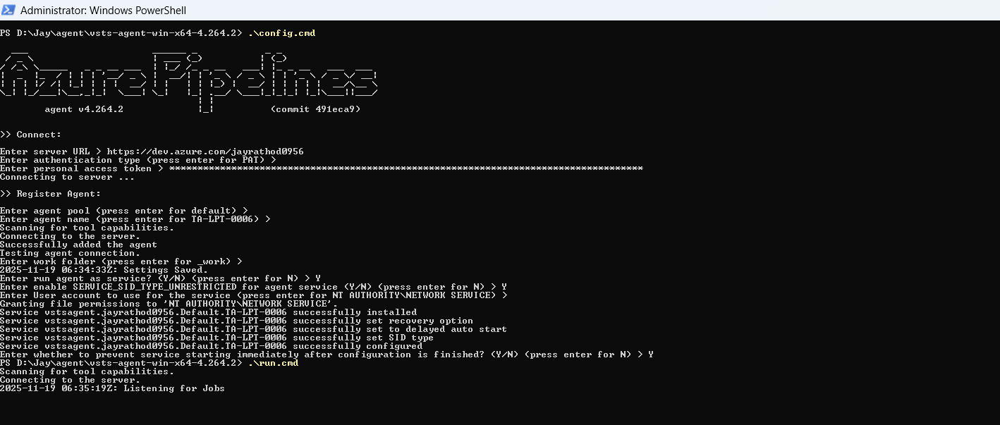 Administrator: Windows PowerShell
PS D:\Jay\agent\vsts-agent-win-x64-4.264.2> .\config.cmd
Azure Pipelines
agent v4.264.2 (commit 491eca9)
>> Connect:
Enter server URL > https://dev.azure.com/jayrathod0956
Enter authentication type (press enter for PAT) >
Enter personal access token > ************************************************************************************
Connecting to server ...
>> Register Agent:
Enter agent pool (press enter for default) >
Enter agent name (press enter for TA-LPT-0006) >
Scanning for tool capabilities.
Connecting to the server.
Successfully added the agent
Testing agent connection.
Enter work folder (press enter for _work) >
2025-11-19 06:34:33Z: Settings Saved.
Enter run agent as service? (Y/N) (press enter for N) > Y
Enter enable SERVICE_SID_TYPE_UNRESTRICTED for agent service (Y/N) (press enter for N) > Y
Enter User account to use for the service (press enter for NT AUTHORITY\NETWORK SERVICE) >
Granting file permissions to 'NT AUTHORITY\NETWORK SERVICE'.
Service vstsagent.jayrathod0956.Default.TA-LPT-0006 successfully installed
Service vstsagent.jayrathod0956.Default.TA-LPT-0006 successfully set recovery option
Service vstsagent.jayrathod0956.Default.TA-LPT-0006 successfully set to delayed auto start
Service vstsagent.jayrathod0956.Default.TA-LPT-0006 successfully set SID type
Service vstsagent.jayrathod0956.Default.TA-LPT-0006 successfully configured
Enter whether to prevent service starting immediately after configuration is finished? (Y/N) (press enter for N) > Y
PS D:\Jay\agent\vsts-agent-win-x64-4.264.2> .\run.cmd
Scanning for tool capabilities.
Connecting to the server.
2025-11-19 06:35:19Z: Listening for Jobs